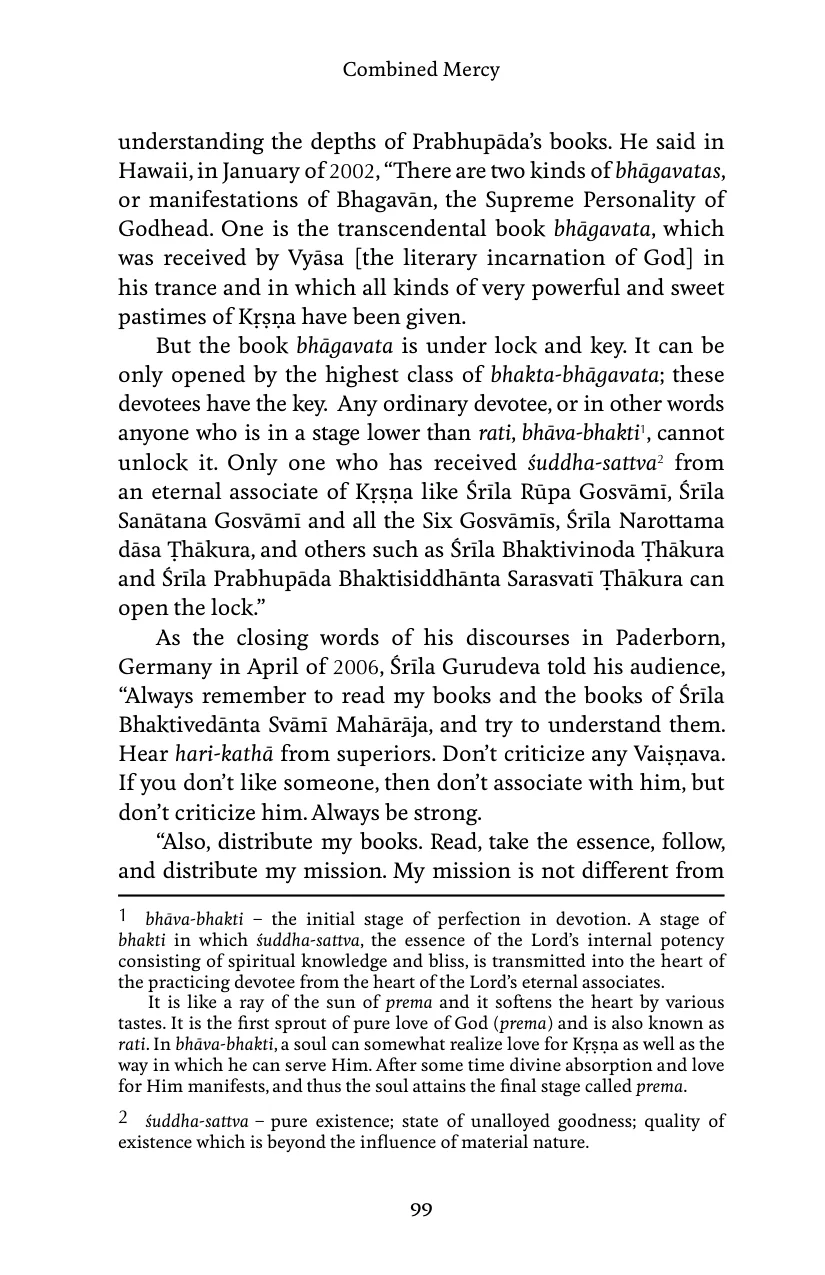 Combined Mercy
understanding the depths of Prabhupāda’s books. He said in
Hawaii, in January of 2002, “There are two kinds of bhāgavatas,
or manifestations of Bhagavān, the Supreme Personality of
Godhead. One is the transcendental book bhāgavata, which
was received by Vyāsa [the literary incarnation of God] in
his trance and in which all kinds of very powerful and sweet
pastimes of Kṛṣṇa have been given.
But the book bhāgavata is under lock and key. It can be
only opened by the highest class of bhakta-bhāgavata; these
devotees have the key. Any ordinary devotee, or in other words
anyone who is in a stage lower than rati, bhāva-bhakti¹, cannot
unlock it. Only one who has received śuddha-sattva² from
an eternal associate of Kṛṣṇa like Śrīla Rūpa Gosvāmī, Śrīla
Sanātana Gosvāmī and all the Six Gosvāmīs, Śrīla Narottama
dāsa Ṭhākura, and others such as Śrīla Bhaktivinoda Ṭhākura
and Śrīla Prabhupāda Bhaktisiddhānta Sarasvatī Ṭhākura can
open the lock.”
As the closing words of his discourses in Paderborn,
Germany in April of 2006, Śrīla Gurudeva told his audience,
“Always remember to read my books and the books of Śrīla
Bhaktivedānta Svāmī Mahārāja, and try to understand them.
Hear hari-kathā from superiors. Don’t criticize any Vaiṣṇava.
If you don’t like someone, then don’t associate with him, but
don’t criticize him. Always be strong.
“Also, distribute my books. Read, take the essence, follow,
and distribute my mission. My mission is not different from
1 bhāva-bhakti – the initial stage of perfection in devotion. A stage of
bhakti in which śuddha-sattva, the essence of the Lord’s internal potency
consisting of spiritual knowledge and bliss, is transmitted into the heart of
the practicing devotee from the heart of the Lord’s eternal associates.
It is like a ray of the sun of prema and it softens the heart by various
tastes. It is the first sprout of pure love of God (prema) and is also known as
rati. In bhāva-bhakti, a soul can somewhat realize love for Kṛṣṇa as well as the
way in which he can serve Him. After some time divine absorption and love
for Him manifests, and thus the soul attains the final stage called prema.
2 śuddha-sattva – pure existence; state of unalloyed goodness; quality of
existence which is beyond the influence of material nature.
99